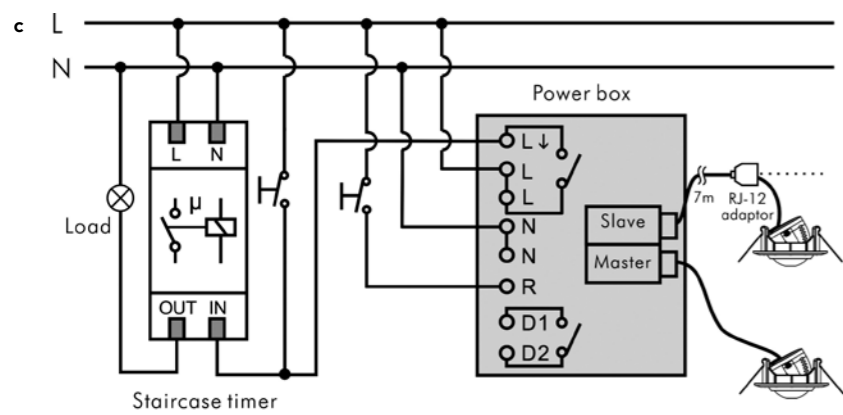 c
L
N
Power box
L N
L ↓
L
L
μ
7m
RJ-12
adaptor
Load
Slave
N
N
Master
R
OUT IN
D1
D2
Staircase timer